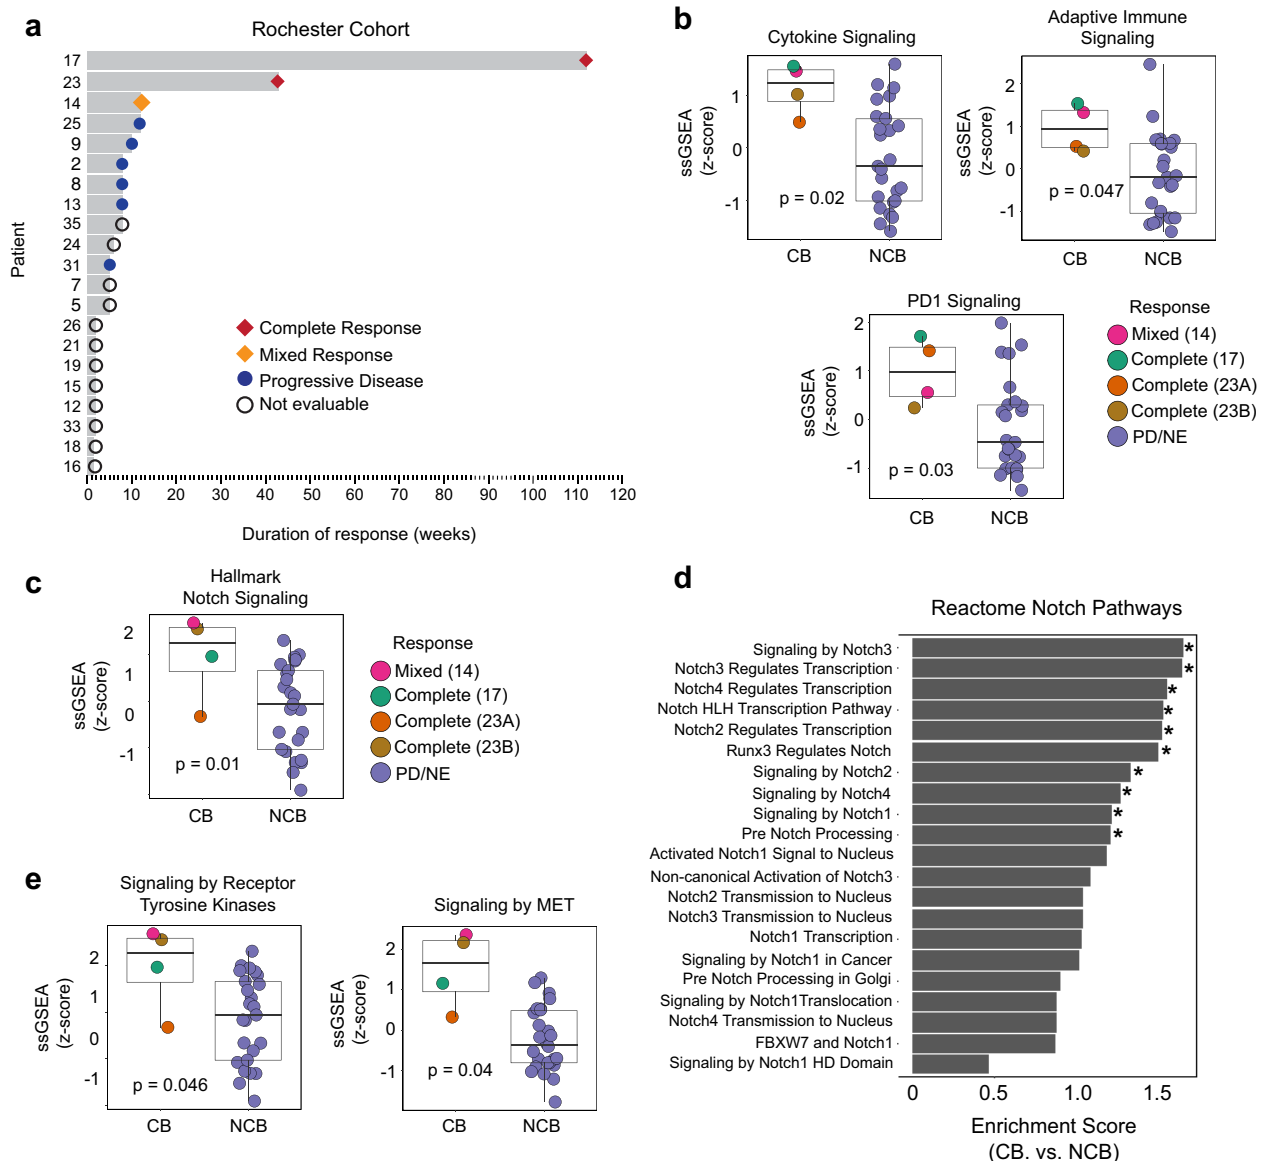 a
Rochester Cohort
Patient
17
23
14
25
9
2
8
13
35
24
31
7
5
26
21
19
15
12
33
18
16
Complete Response
Mixed Response
Progressive Disease
Not evaluable
0 10 20 30 40 50 60 70 80 90 100 110 120
Duration of response (weeks)
b
Cytokine Signaling
ssGSEA
(z-score)
1
0
-1
p = 0.02
CB NCB
Adaptive Immune
Signaling
ssGSEA
(z-score)
2
1
0
-1
p = 0.047
CB NCB
PD1 Signaling
ssGSEA
(z-score)
2
1
0
-1
p = 0.03
CB NCB
Response
Mixed (14)
Complete (17)
Complete (23A)
Complete (23B)
PD/NE
c
Hallmark
Notch Signaling
ssGSEA
(z-score)
2
1
0
-1
p = 0.01
CB NCB
Response
Mixed (14)
Complete (17)
Complete (23A)
Complete (23B)
PD/NE
d
Reactome Notch Pathways
Signaling by Notch3 *
Notch3 Regulates Transcription *
Notch4 Regulates Transcription *
Notch HLH Transcription Pathway *
Notch2 Regulates Transcription *
Runx3 Regulates Notch *
Signaling by Notch2 *
Signaling by Notch4 *
Signaling by Notch1 *
Pre Notch Processing *
Activated Notch1 Signal to Nucleus
Non-canonical Activation of Notch3
Notch2 Transmission to Nucleus
Notch3 Transmission to Nucleus
Notch1 Transcription
Signaling by Notch1 in Cancer
Pre Notch Processing in Golgi
Signaling by Notch1Translocation
Notch4 Transmission to Nucleus
FBXW7 and Notch1
Signaling by Notch1 HD Domain
0 0.5 1.0 1.5
Enrichment Score
(CB. vs. NCB)
e
Signaling by Receptor
Tyrosine Kinases
ssGSEA
(z-score)
2
1
0
-1
p = 0.046
CB NCB
Signaling by MET
ssGSEA
(z-score)
2
1
0
-1
p = 0.04
CB NCB